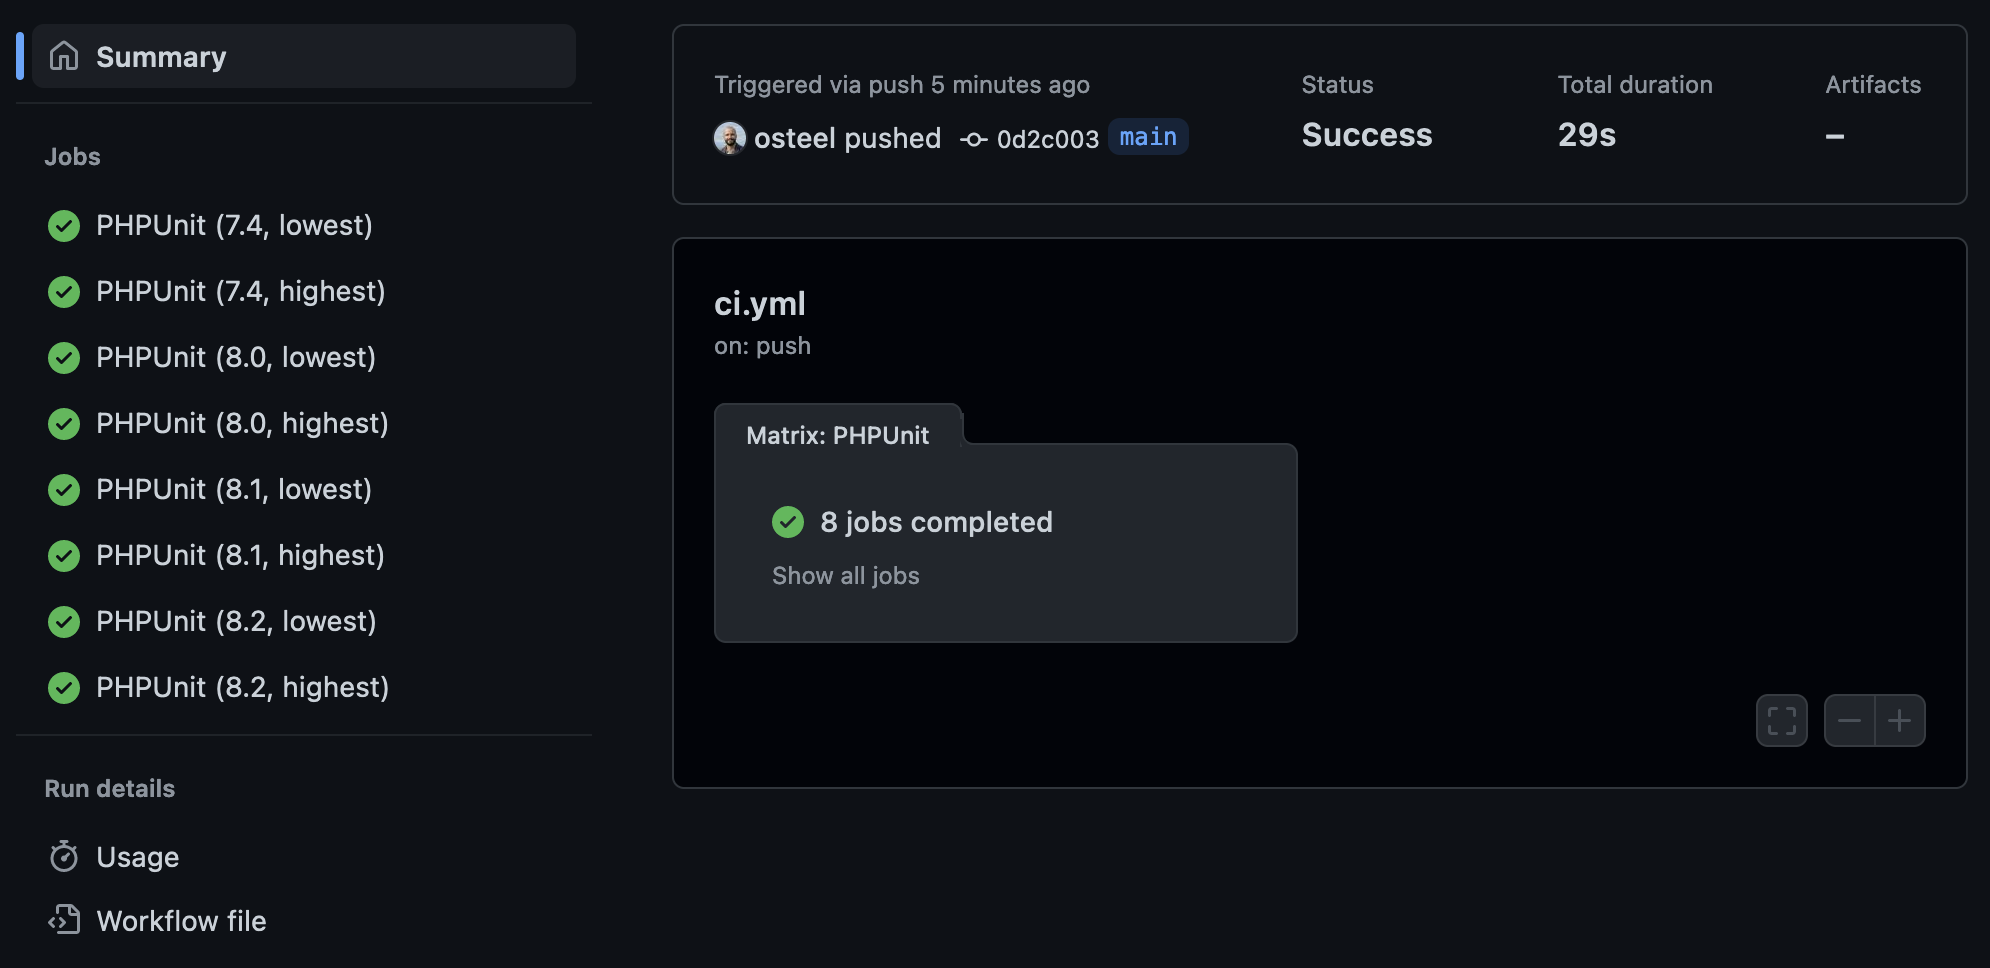 Summary
Jobs
PHPUnit (7.4, lowest)
PHPUnit (7.4, highest)
PHPUnit (8.0, lowest)
PHPUnit (8.0, highest)
PHPUnit (8.1, lowest)
PHPUnit (8.1, highest)
PHPUnit (8.2, lowest)
PHPUnit (8.2, highest)
Run details
Usage
Workflow file
Triggered via push 5 minutes ago
osteel pushed 0d2c003 main
Status
Success
Total duration
29s
Artifacts
–
ci.yml
on: push
Matrix: PHPUnit
8 jobs completed
Show all jobs